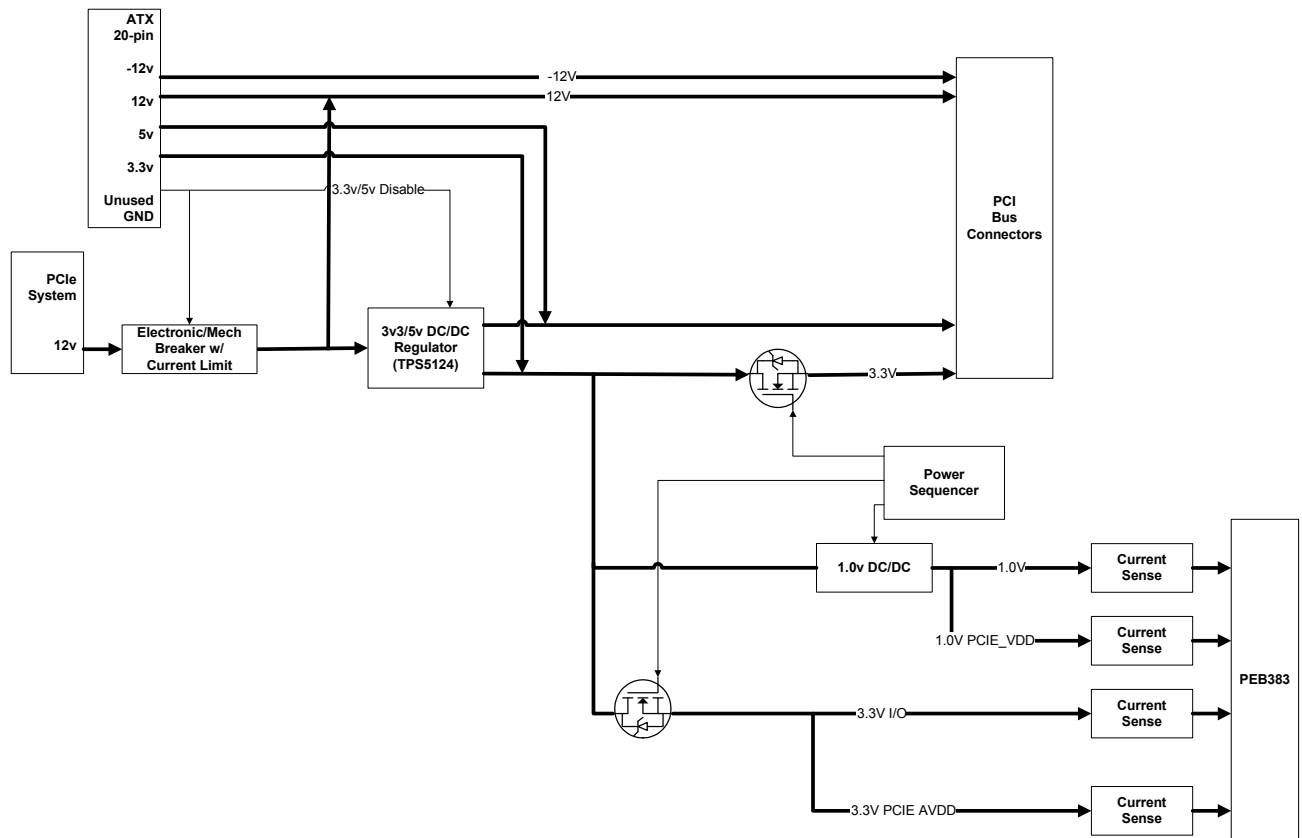 ATX
20-pin
-12v
12v
5v
3.3v
Unused
GND
-12V
12V
3.3v/5v Disable
PCI
Bus
Connectors
PCIe
System
12v
Electronic/Mech
Breaker w/
Current Limit
3v3/5v DC/DC
Regulator
(TPS5124)
3.3V
Power
Sequencer
1.0v DC/DC
1.0V
Current
Sense
1.0V PCIE_VDD
Current
Sense
PEB383
3.3V I/O
Current
Sense
3.3V PCIE AVDD
Current
Sense